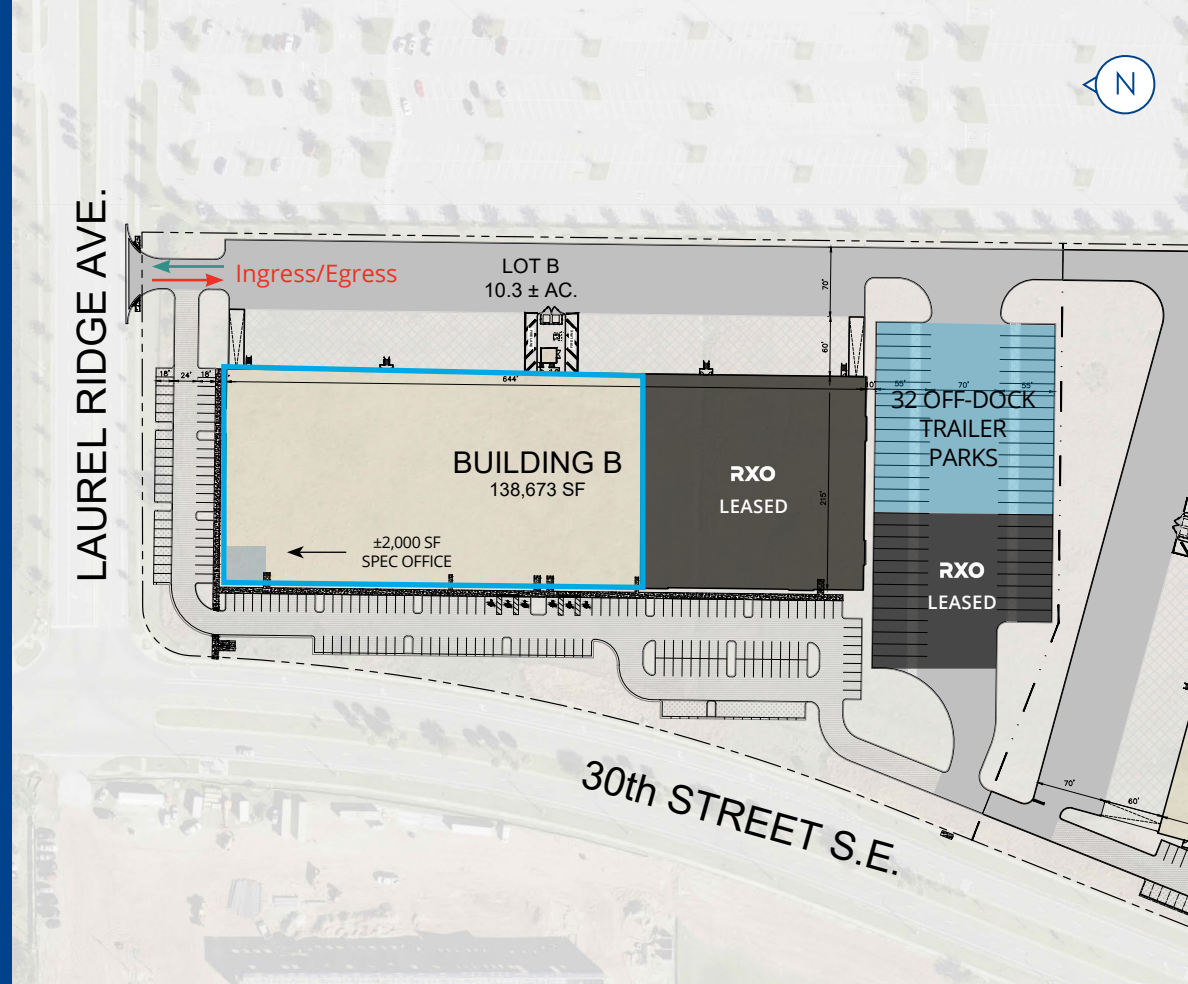 N
LAUREL RIDGE AVE.
Ingress/Egress
LOT B
10.3 ± AC.
70'
60'
18'
24'
18'
644'
55'
70'
55'
32 OFF-DOCK
TRAILER
PARKS
BUILDING B
138,673 SF
RXO
LEASED
215'
±2,000 SF
SPEC OFFICE
RXO
LEASED
30th STREET S.E.
70'
60'